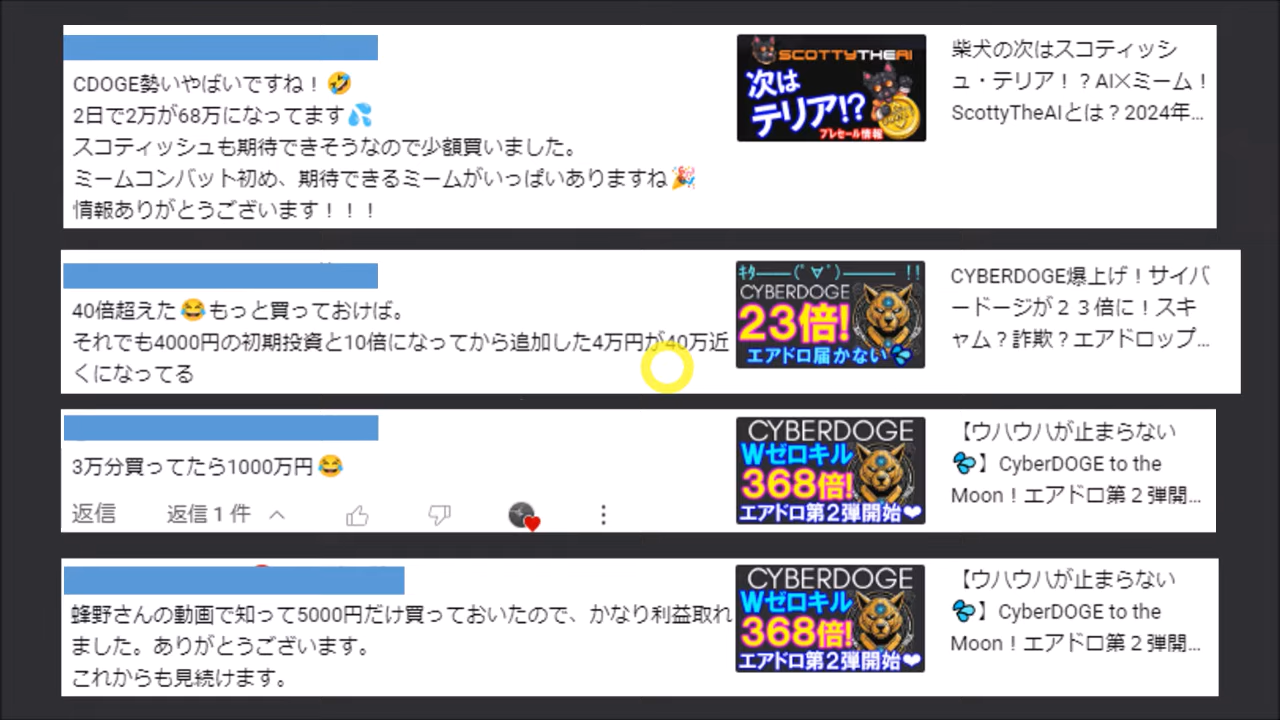 CDOGE勢いやばいですね！🤣
2日で2万が68万になってます💦
スコティッシュも期待できそうなので少額買いました。
ミームコンバット初め、期待できるミームがいっぱいありますね🎉
情報ありがとうございます！！！
SCOTTYTHEAI
次は
テリア!?
プレセール情報
柴犬の次はスコティッシ
ュ・テリア！？AI×ミーム！
ScottyTheAIとは？2024年...
40倍超えた😂もっと買っておけば。
それでも4000円の初期投資と10倍になってから追加した4万円が40万近
くになってる
ｷﾀ――(ﾟ∀ﾟ)―― !!
CYBERDOGE
23倍!
エアドロ届かない💦
CYBERDOGE爆上げ！サイバ
ードージが２３倍に！スキ
ャム？詐欺？エアドロップ...
3万分買ってたら1000万円😂
返信
返信 1 件
CYBERDOGE
Wゼロキル
368倍!
エアドロ第2弾開始❤
【ウハウハが止まらない
💦】CyberDOGE to the
Moon！エアドロ第２弾開...
蜂野さんの動画で知って5000円だけ買っておいたので、かなり利益取れ
ました。ありがとうございます。
これからも見続けます。
CYBERDOGE
Wゼロキル
368倍!
エアドロ第2弾開始❤
【ウハウハが止まらない
💦】CyberDOGE to the
Moon！エアドロ第２弾開...